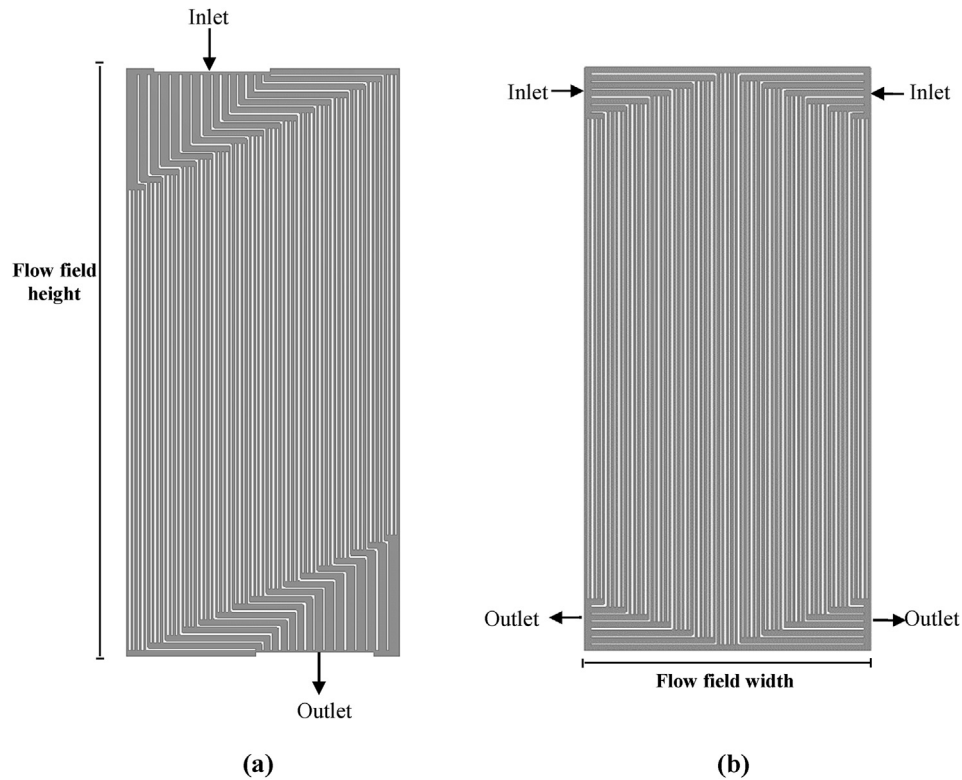 Inlet
Flow field
height
Outlet
(a)
Inlet
Inlet
Outlet
Outlet
Flow field width
(b)